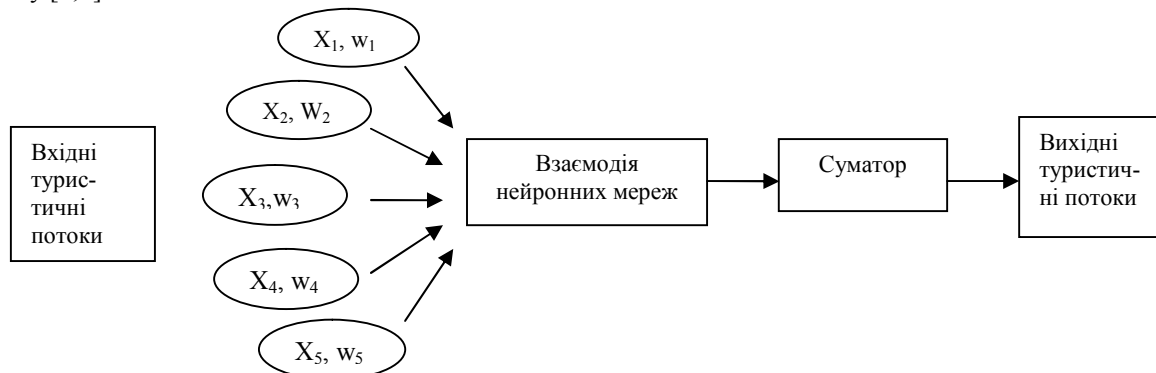 X₁, w₁
X₂, W₂
Вхідні
турис-
тичні
потоки
X₃,w₃
X₄, w₄
X₅, w₅
Взаємодія
нейронних мереж
Суматор
Вихідні
туристич-
ні потоки